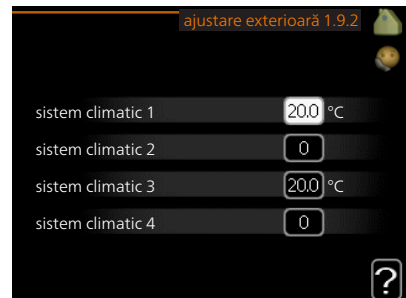 ajustare exterioară 1.9.2
sistem climatic 1 20.0 °C
sistem climatic 2 0
sistem climatic 3 20.0 °C
sistem climatic 4 0
?